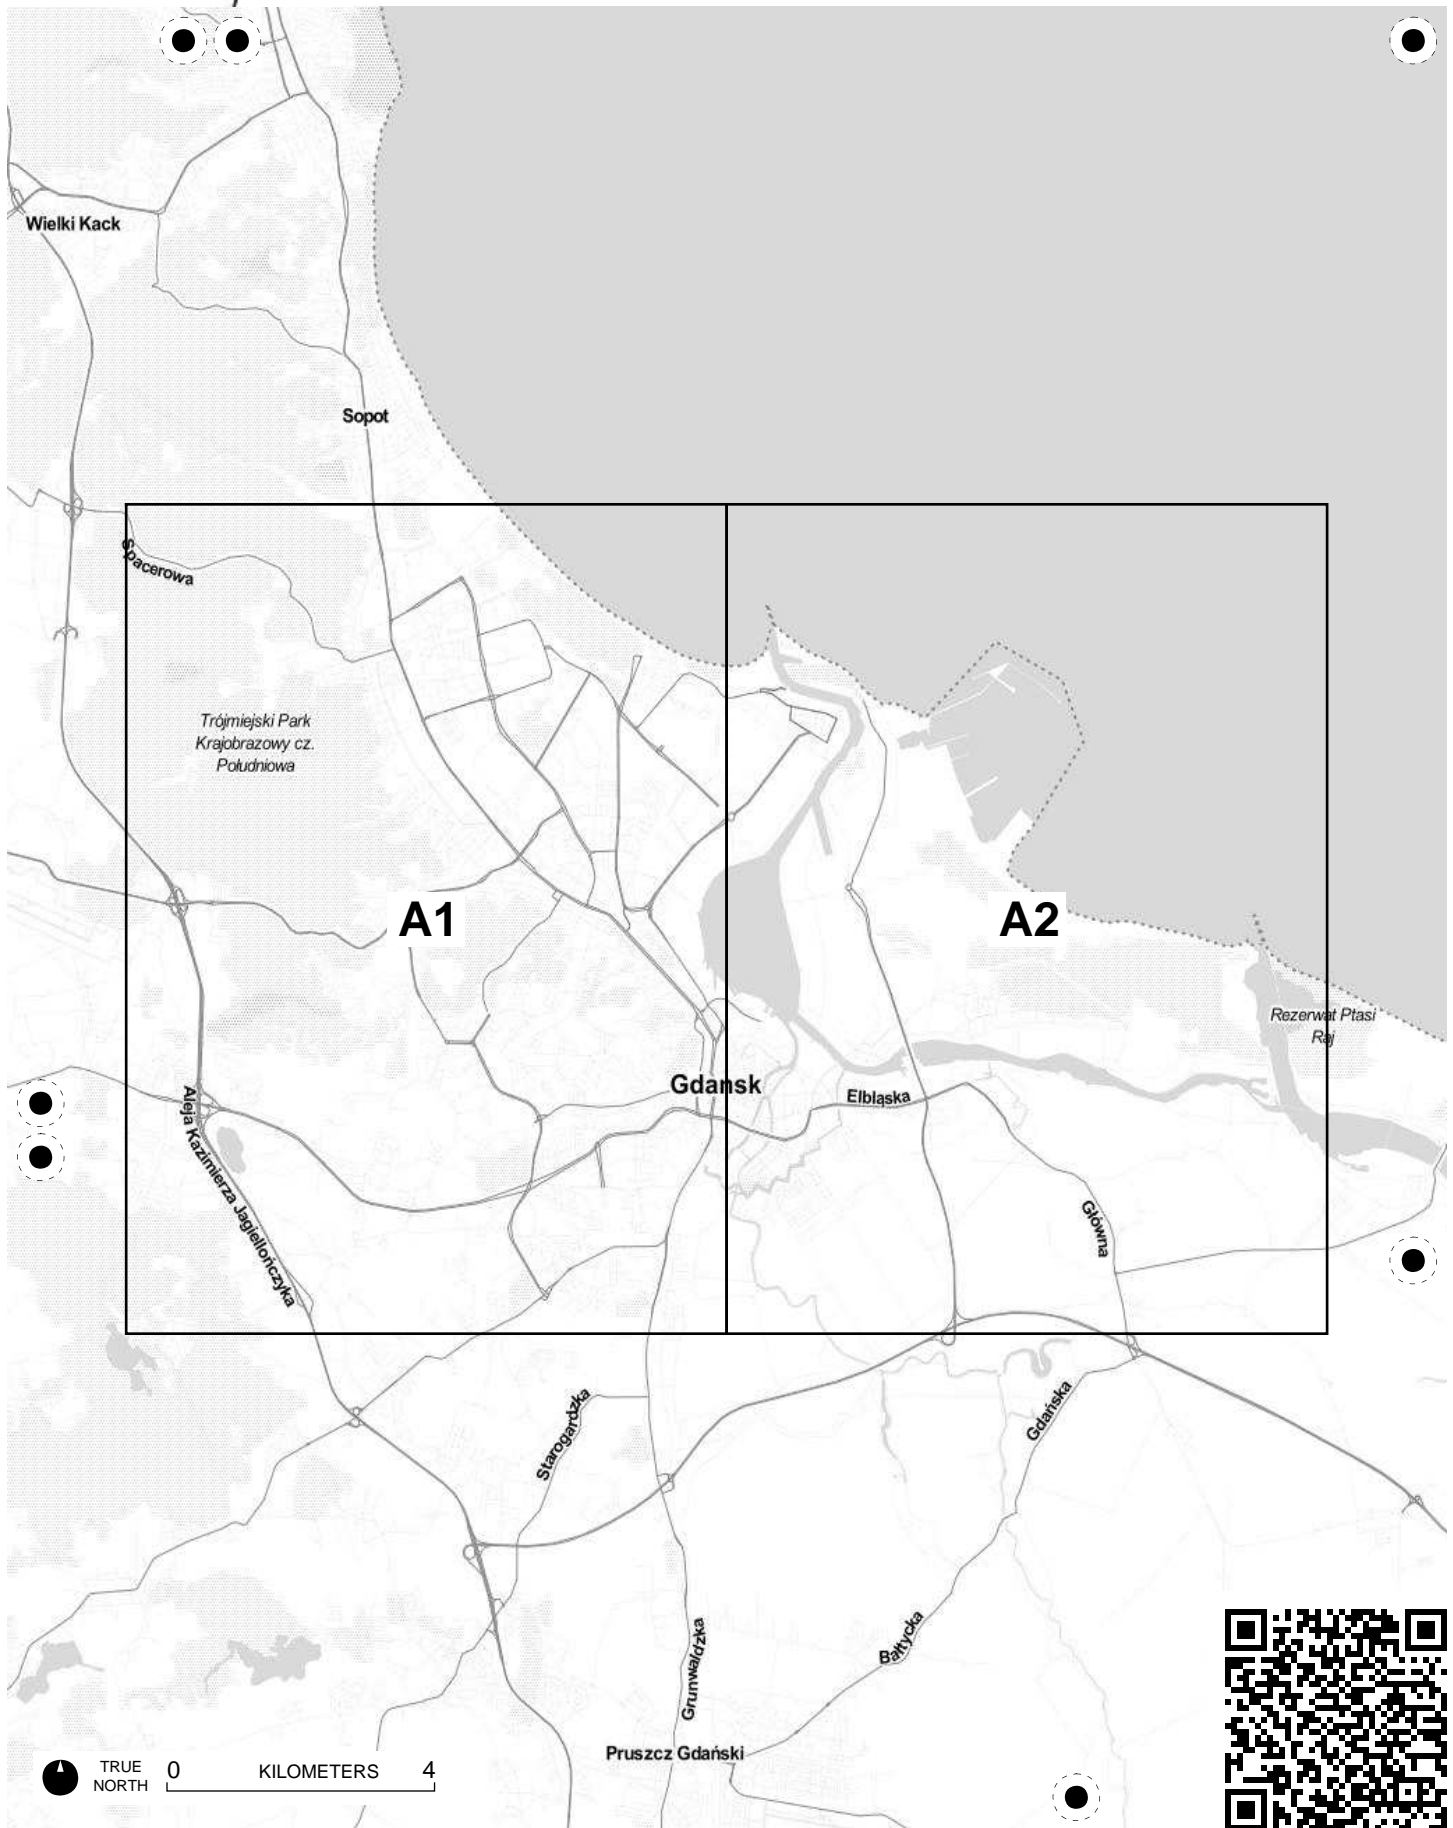 Wielki Kack
Sopot
Spacerowa
Trójmiejski Park
Krajobrazowy cz.
Południowa
A1
A2
Rezerwat Ptasi
Raj
Gdansk
Elbląska
Aleja Kazimierza Jagiellończyka
Główna
Starogardzka
Gdańska
Grunwaldzka
Bałtycka
Pruszcz Gdański
TRUE
NORTH
0 KILOMETERS 4